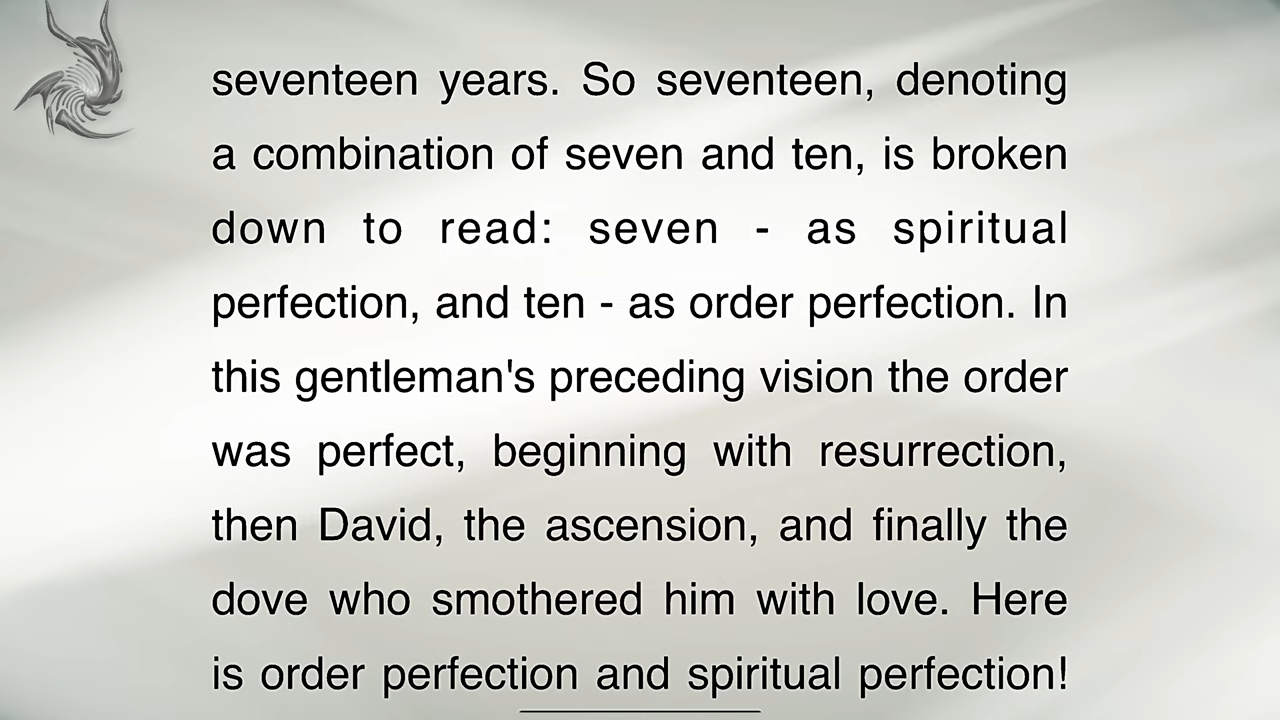 seventeen years. So seventeen, denoting
a combination of seven and ten, is broken
down to read: seven - as spiritual
perfection, and ten - as order perfection. In
this gentleman's preceding vision the order
was perfect, beginning with resurrection,
then David, the ascension, and finally the
dove who smothered him with love. Here
is order perfection and spiritual perfection!